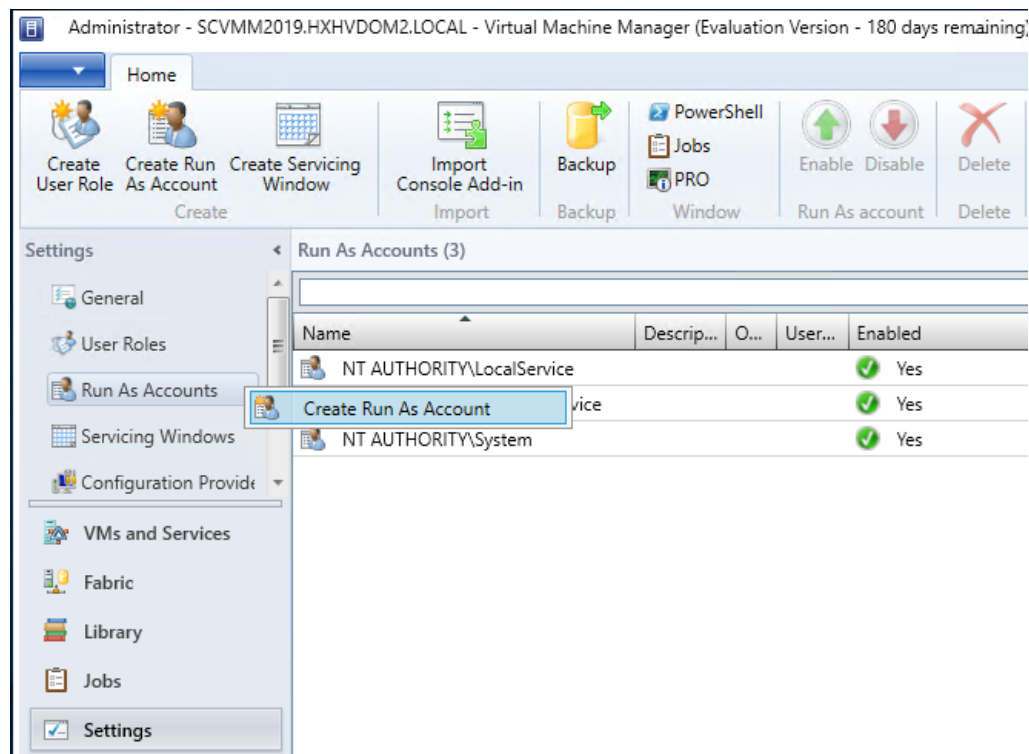 Administrator - SCVMM2019.HXHVDOM2.LOCAL - Virtual Machine Manager (Evaluation Version - 180 days remaining)
Home
Create User Role
Create Run As Account
Create Servicing Window
Create
Import Console Add-in
Import
Backup
Backup
PowerShell
Jobs
PRO
Window
Enable
Disable
Run As account
Delete
Delete
Settings
General
User Roles
Run As Accounts
Servicing Windows
Configuration Provide
VMs and Services
Fabric
Library
Jobs
Settings
Run As Accounts (3)
Name Descrip... O... User... Enabled
NT AUTHORITY\LocalService Yes
Create Run As Account
vice Yes
NT AUTHORITY\System Yes